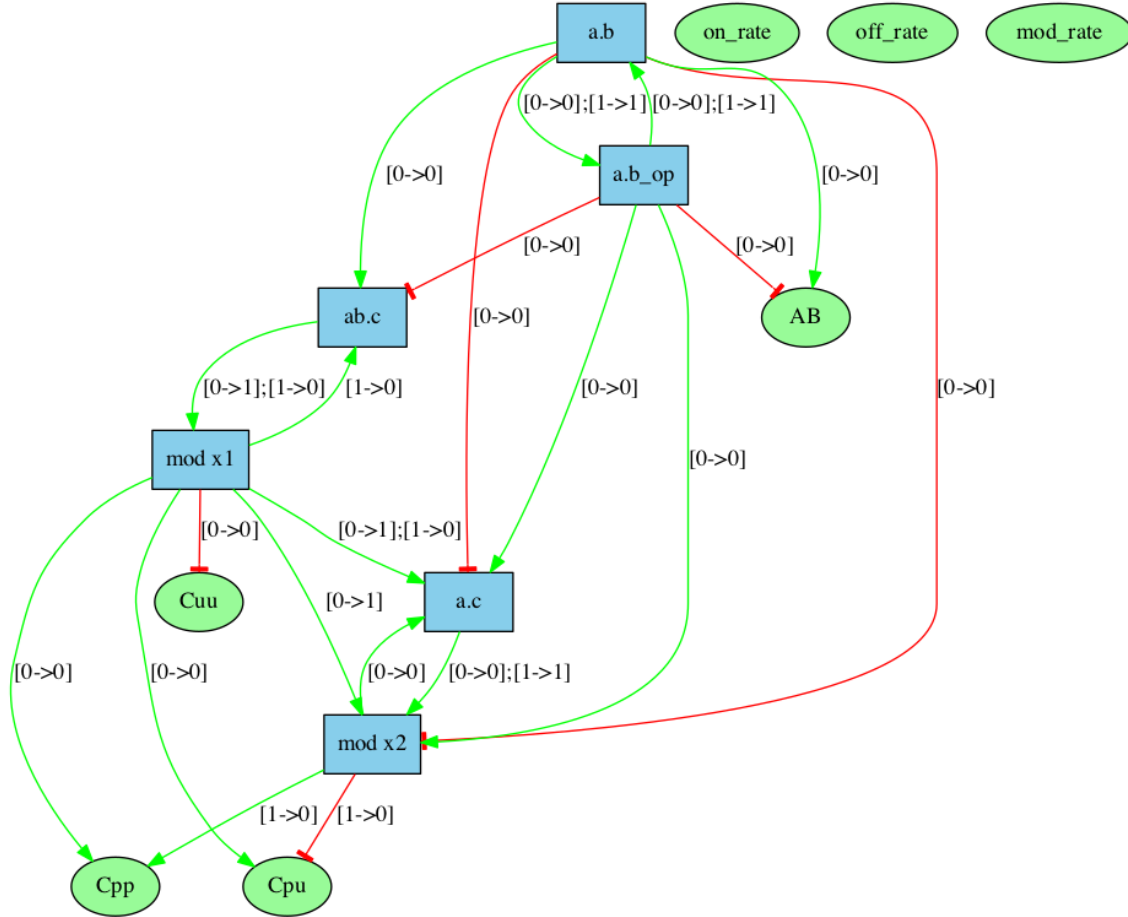 a.b
on_rate
off_rate
mod_rate
[0->0];[1->1]
[0->0];[1->1]
[0->0]
a.b_op
[0->0]
[0->0]
[0->0]
ab.c
[0->0]
AB
[0->1];[1->0]
[1->0]
[0->0]
[0->0]
mod x1
[0->0]
[0->0]
[0->1];[1->0]
Cuu
[0->1]
a.c
[0->0]
[0->0]
[0->0]
[0->0];[1->1]
mod x2
[1->0]
[1->0]
Cpp
Cpu